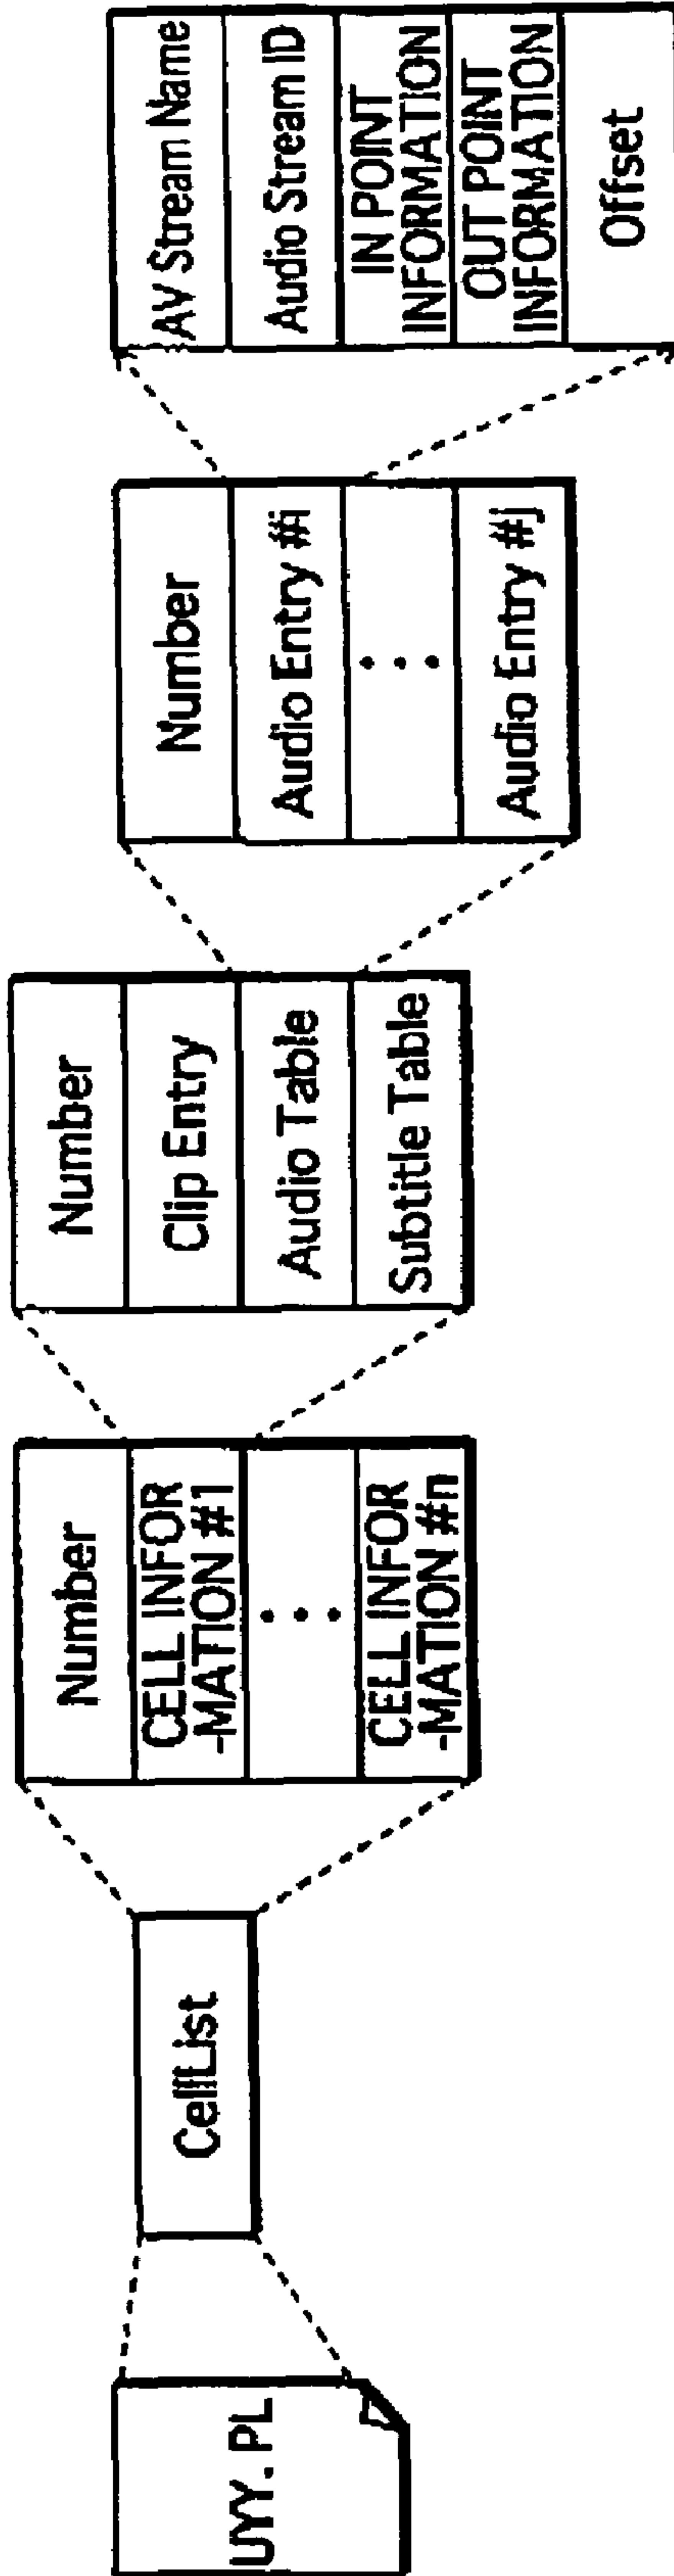 UYY. PL
CellList
Number
CELL INFOR
-MATION #1
CELL INFOR
-MATION #n
Number
Clip Entry
Audio Table
Subtitle Table
Number
Audio Entry #i
Audio Entry #j
AV Stream Name
Audio Stream ID
IN POINT
INFORMATION
OUT POINT
INFORMATION
Offset